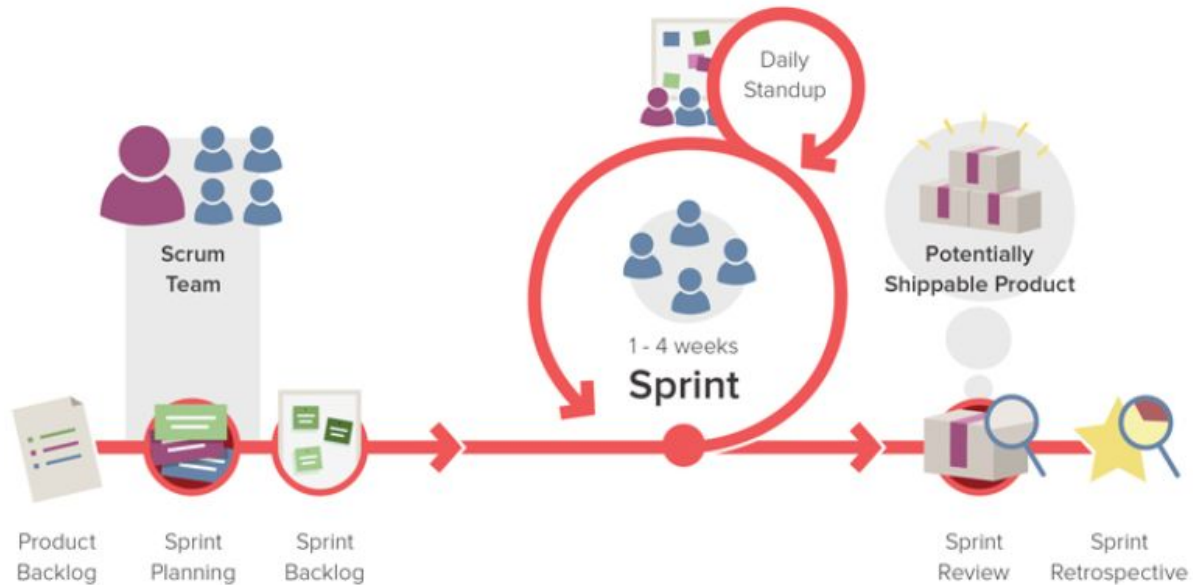 Daily
Standup
Scrum
Team
Potentially
Shippable Product
1 - 4 weeks
Sprint
Product
Backlog
Sprint
Planning
Sprint
Backlog
Sprint
Review
Sprint
Retrospective